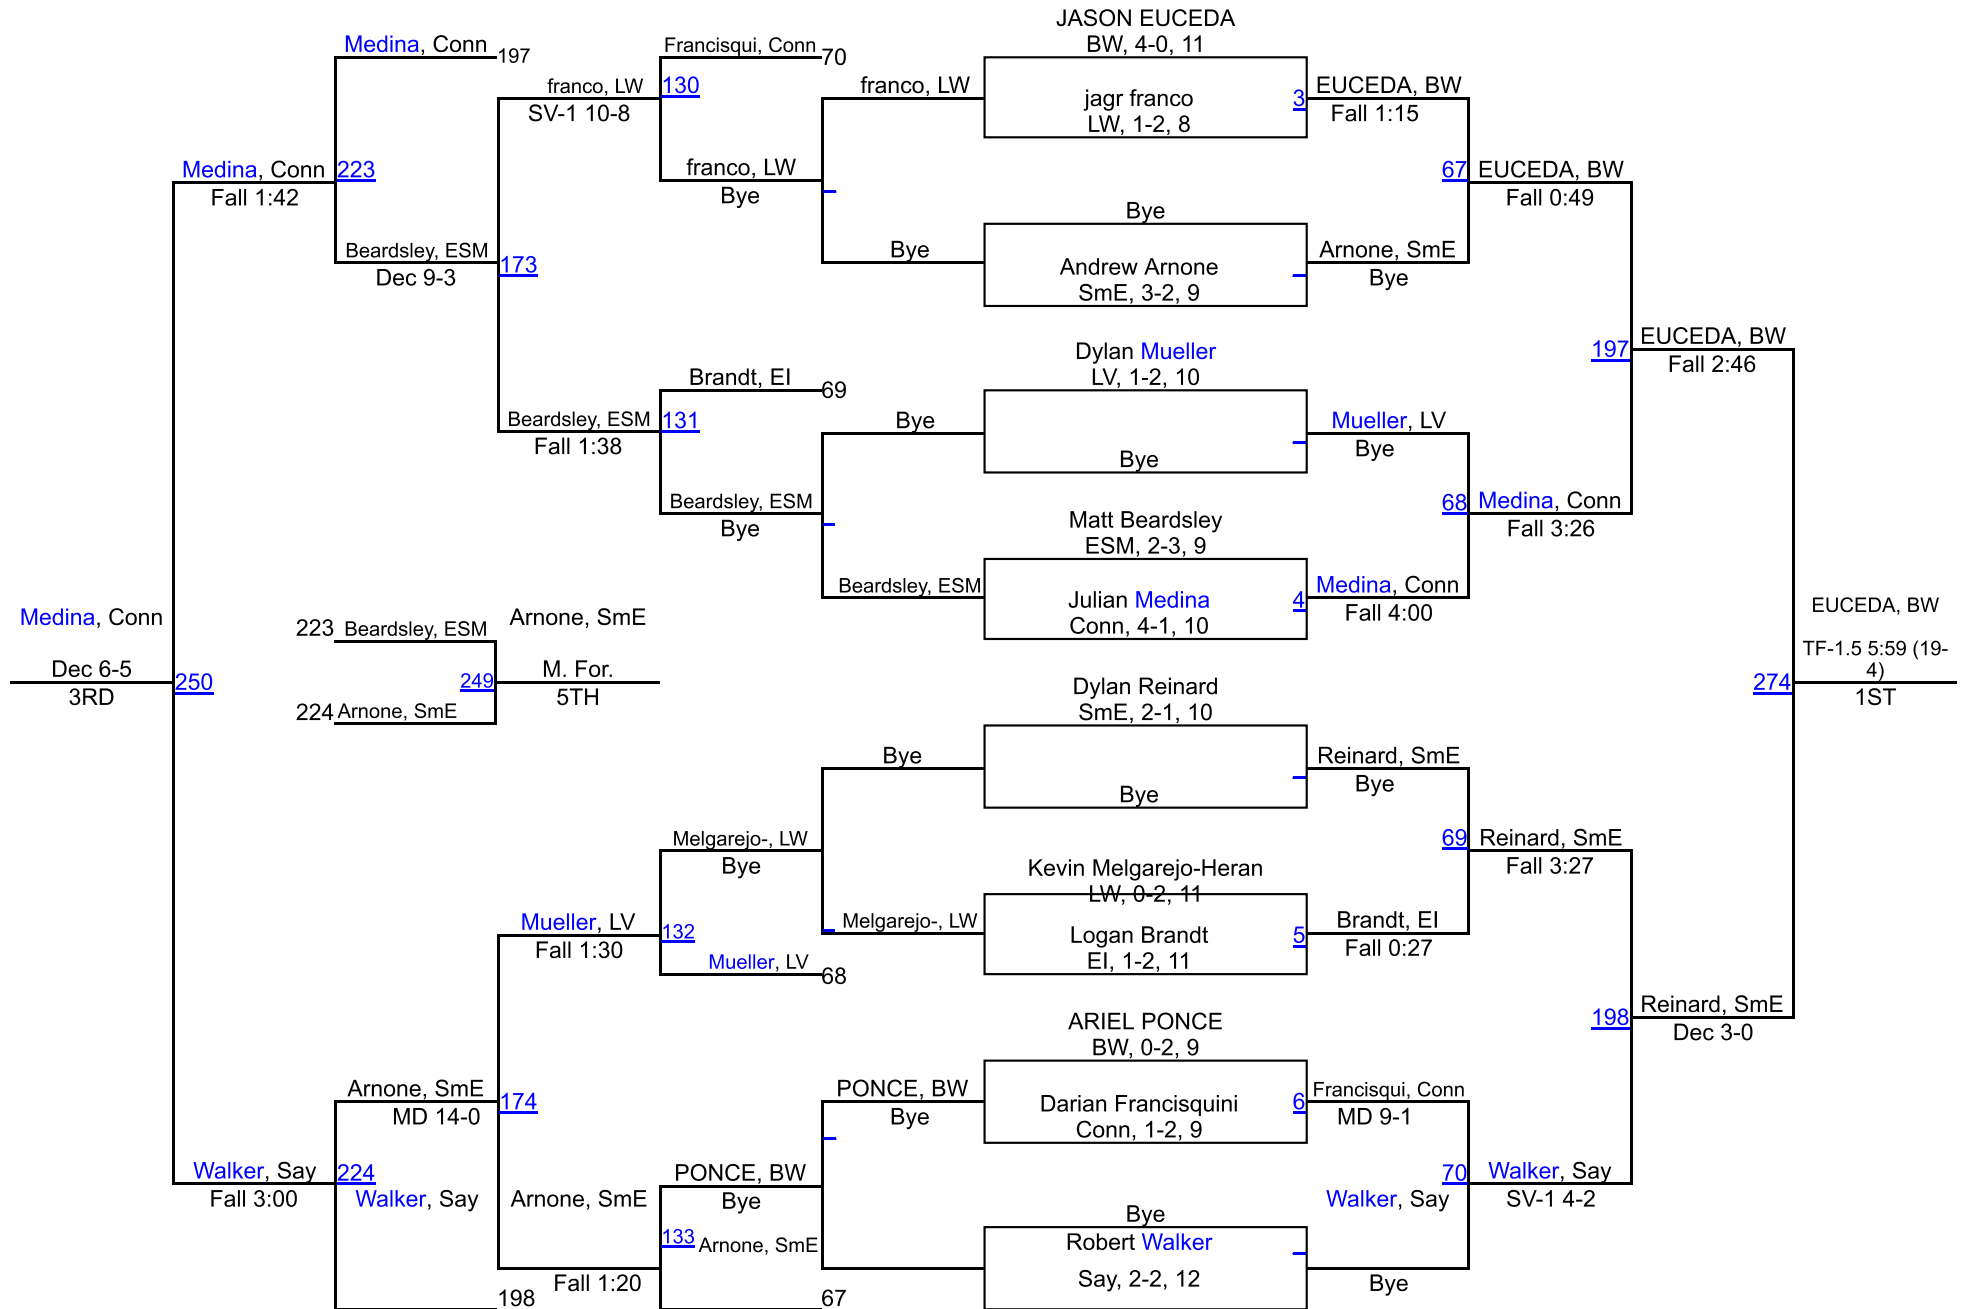 JASON EUCEDA
Medina, Conn
197
Francisqui, Conn
70
BW, 4-0, 11
franco, LW
130
franco, LW
jagr franco
3
EUCEDA, BW
SV-1 10-8
LW, 1-2, 8
Fall 1:15
Medina, Conn
223
franco, LW
67
EUCEDA, BW
Fall 1:42
Bye
Fall 0:49
Bye
Beardsley, ESM
173
Bye
Andrew Arnone
Arnone, SmE
Dec 9-3
SmE, 3-2, 9
Bye
Dylan Mueller
197
EUCEDA, BW
Fall 2:46
Brandt, EI
69
LV, 1-2, 10
Beardsley, ESM
131
Bye
Mueller, LV
Fall 1:38
Bye
Bye
Beardsley, ESM
68
Medina, Conn
Bye
Matt Beardsley
Fall 3:26
ESM, 2-3, 9
Beardsley, ESM
Julian Medina
4
Medina, Conn
Conn, 4-1, 10
Fall 4:00
Medina, Conn
223
Beardsley, ESM
Arnone, SmE
EUCEDA, BW
Dec 6-5
250
249
M. For.
TF-1.5 5:59 (19-
4)
3RD
5TH
274
1ST
224
Arnone, SmE
Dylan Reinard
SmE, 2-1, 10
Bye
Reinard, SmE
Bye
Bye
Melgarejo-, LW
69
Reinard, SmE
Bye
Kevin Melgarejo-Heran
Fall 3:27
LW, 0-2, 11
Mueller, LV
132
Melgarejo-, LW
Logan Brandt
5
Brandt, EI
Fall 1:30
EI, 1-2, 11
Fall 0:27
Mueller, LV
68
198
Reinard, SmE
Dec 3-0
ARIEL PONCE
BW, 0-2, 9
Arnone, SmE
174
PONCE, BW
Darian Francisquini
6
Francisqui, Conn
MD 14-0
Bye
Conn, 1-2, 9
MD 9-1
Walker, Say
224
PONCE, BW
70
Walker, Say
Fall 3:00
Walker, Say
Arnone, SmE
Bye
Walker, Say
SV-1 4-2
Bye
133
Arnone, SmE
Robert Walker
Fall 1:20
Say, 2-2, 12
Bye
198
67